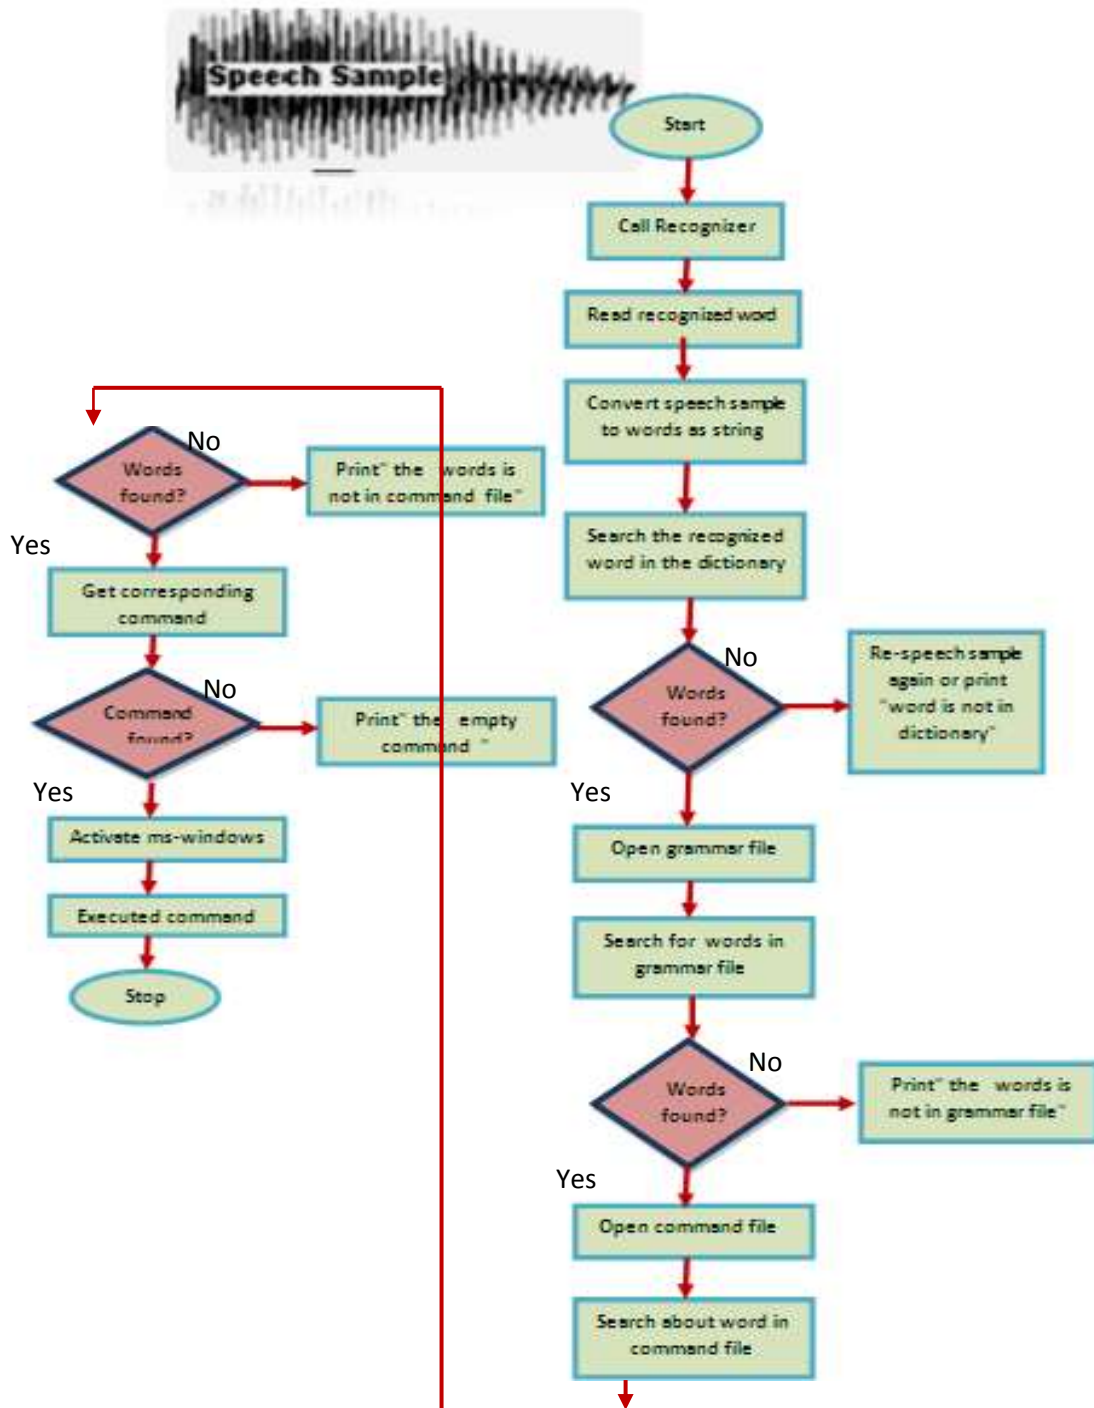 Speech Sample
Start
Call Recognizer
Read recognized word
Convert speech sample
to words as string
Search the recognized
word in the dictionary
Words
found?
No
Re-speech sample
again or print
"word is not in
dictionary"
Yes
Open grammar file
Search for words in
grammar file
Words
found?
No
Print" the words is
not in grammar file"
Yes
Open command file
Search about word in
command file
Words
found?
No
Print" the words is
not in command file"
Yes
Get corresponding
command
Command
found?
No
Print" the empty
command "
Yes
Activate ms-windows
Executed command
Stop